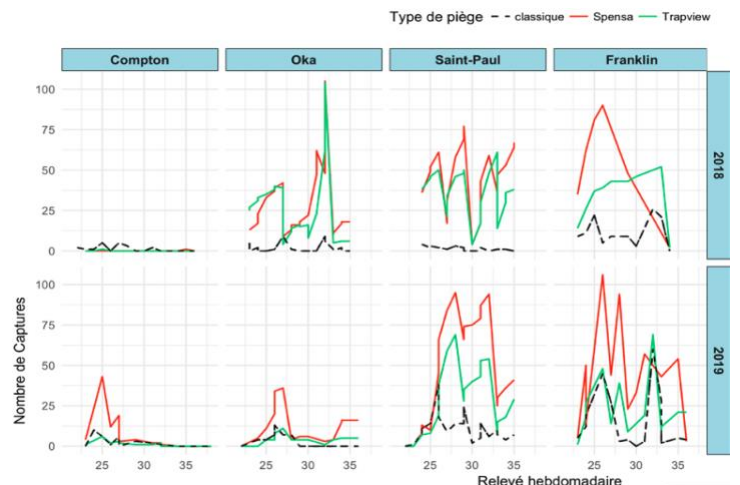 Type de piège classique Spensa Trapview
Compton Oka Saint-Paul Franklin
100
75
50
25
0
2018
100
75
50
25
0
2019
Nombre de Captures
25 30 35 25 30 35 25 30 35 25 30 35
Relevé hebdomadaire